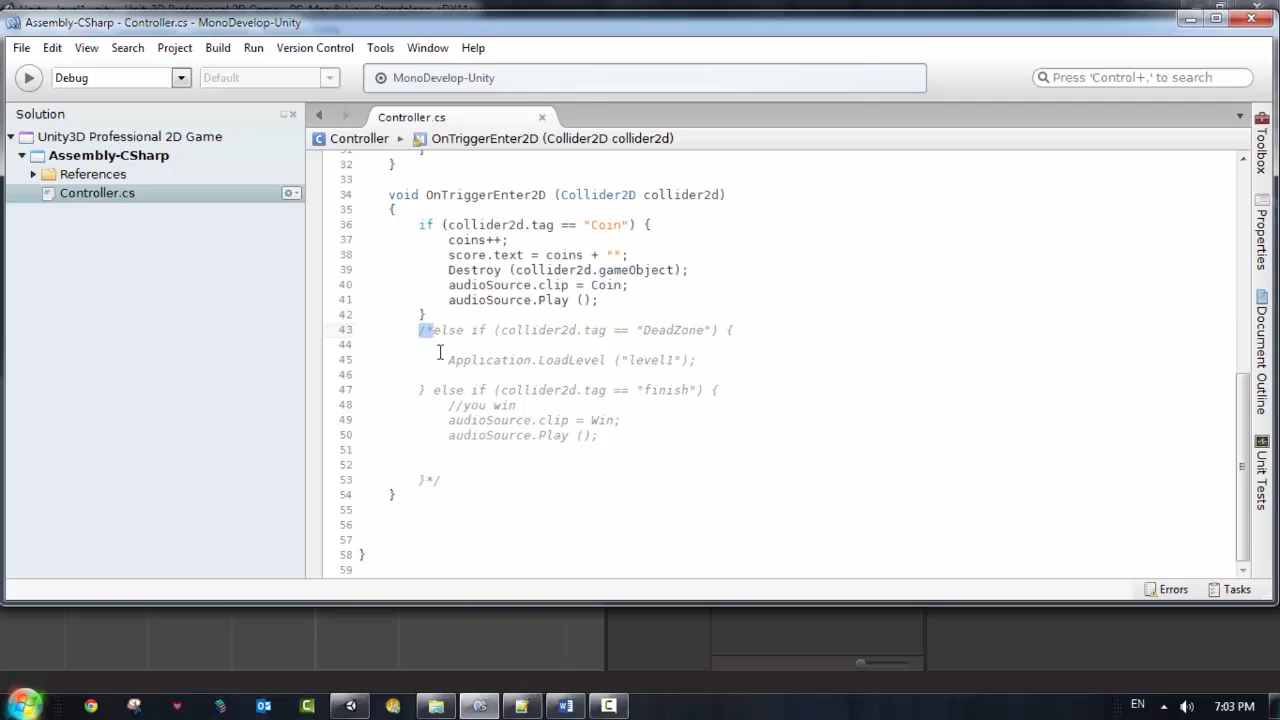 Assembly-CSharp - Controller.cs - MonoDevelop-Unity
File Edit View Search Project Build Run Version Control Tools Window Help
Debug Default MonoDevelop-Unity Press 'Control+,' to search
Solution
Unity3D Professional 2D Game
Assembly-CSharp
References
Controller.cs
Controller.cs
Controller ▸ OnTriggerEnter2D (Collider2D collider2d)
32 }
33
34 void OnTriggerEnter2D (Collider2D collider2d)
35 {
36 if (collider2d.tag == "Coin") {
37 coins++;
38 score.text = coins + "";
39 Destroy (collider2d.gameObject);
40 audioSource.clip = Coin;
41 audioSource.Play ();
42 }
43 /*else if (collider2d.tag == "DeadZone") {
44
45 Application.LoadLevel ("level1");
46
47 } else if (collider2d.tag == "finish") {
48 //you win
49 audioSource.clip = Win;
50 audioSource.Play ();
51
52
53 }*/
54 }
55
56
57
58 }
59
Toolbox
Properties
Document Outline
Unit Tests
Errors Tasks
EN 7:03 PM